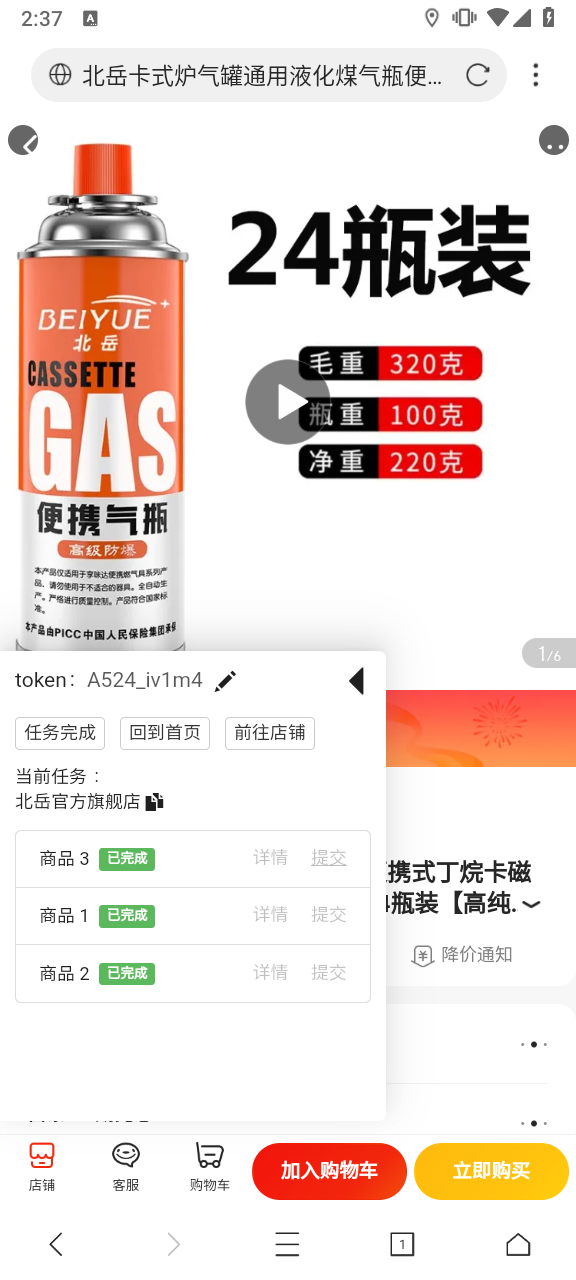 2:37
A
北岳卡式炉气罐通用液化煤气瓶便...
24瓶装
BEIYUE
北岳
毛重 320克
CASSETTE
GAS
瓶重 100克
净重 220克
便携气瓶
高级防爆
本产品仅适用于享味达便携燃气具系列产
品、请勿使用于不适合的器具。全自动生
产。严格进行质量控制。产品符合国家标
准。
本产品由PICC中国人民保险集团承保
1/6
token： A524_iv1m4
任务完成 回到首页 前往店铺
当前任务：
北岳官方旗舰店
商品 3 已完成 详情 提交
携式丁烷卡磁
瓶装【高纯.
商品 1 已完成 详情 提交
降价通知
商品 2 已完成 详情 提交
店铺 客服 购物车 加入购物车 立即购买
1